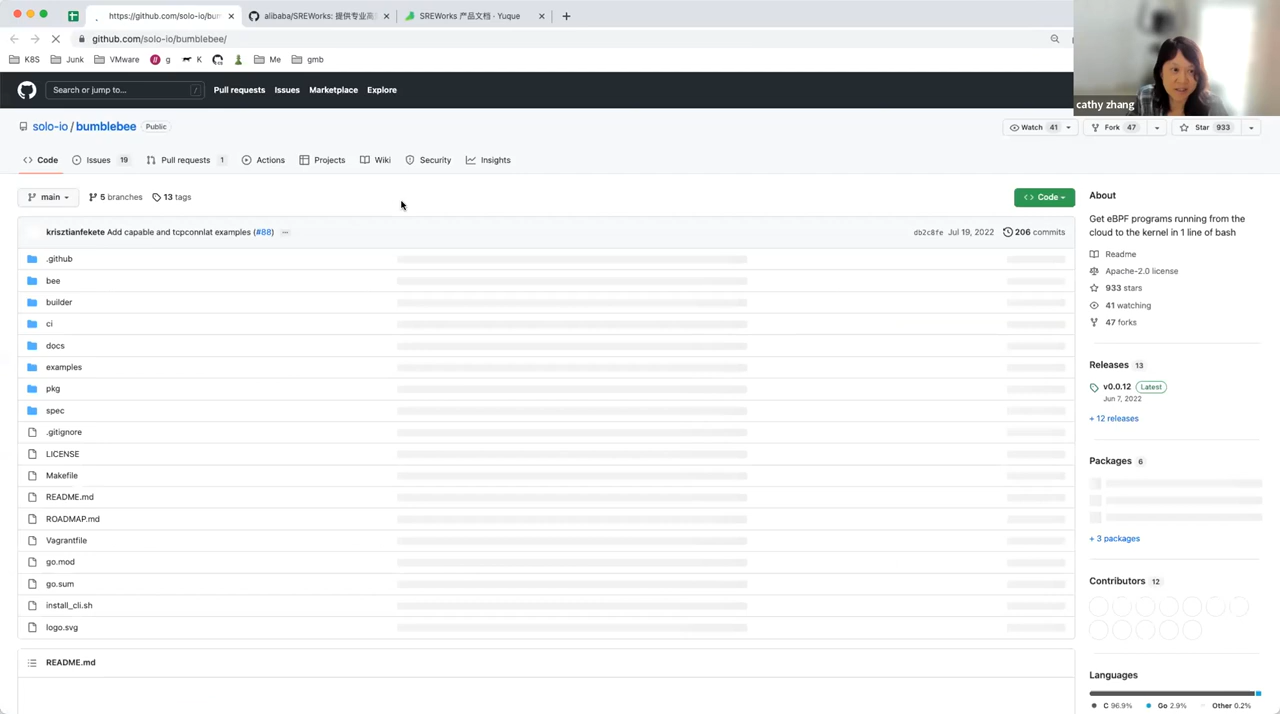 https://github.com/solo-io/bum
alibaba/SREWorks: 提供专业高
SREWorks 产品文档 · Yuque
github.com/solo-io/bumblebee/
K8S
Junk
VMware
g
K
Me
gmb
cathy zhang
Search or jump to...
/
Pull requests
Issues
Marketplace
Explore
solo-io / bumblebee
Public
Watch 41
Fork 47
Star 933
Code
Issues 19
Pull requests 1
Actions
Projects
Wiki
Security
Insights
main
5 branches
13 tags
Code
krisztianfekete Add capable and tcpconnlat examples (#88)
db2c8fe Jul 19, 2022
206 commits
.github
bee
builder
ci
docs
examples
pkg
spec
.gitignore
LICENSE
Makefile
README.md
ROADMAP.md
Vagrantfile
go.mod
go.sum
install_cli.sh
logo.svg
README.md
About
Get eBPF programs running from the
cloud to the kernel in 1 line of bash
Readme
Apache-2.0 license
933 stars
41 watching
47 forks
Releases 13
v0.0.12 Latest
Jun 7, 2022
+ 12 releases
Packages 6
+ 3 packages
Contributors 12
Languages
C 96.9%
Go 2.9%
Other 0.2%